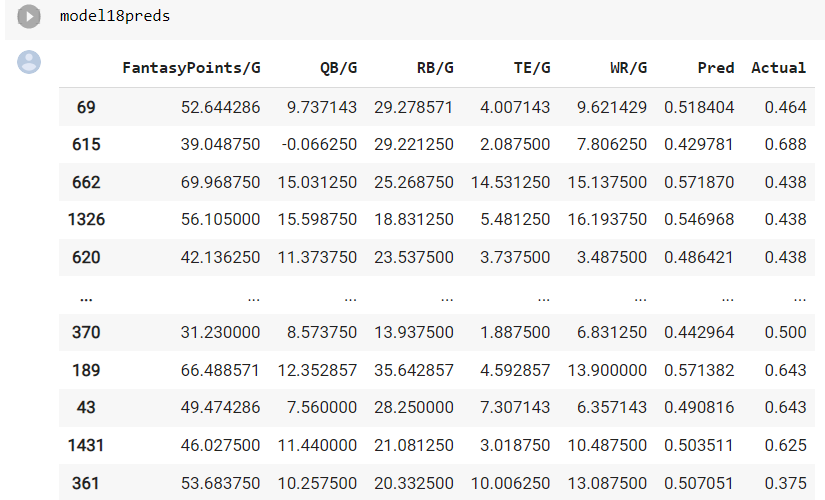 model18preds
FantasyPoints/G QB/G RB/G TE/G WR/G Pred Actual
69 52.644286 9.737143 29.278571 4.007143 9.621429 0.518404 0.464
615 39.048750 -0.066250 29.221250 2.087500 7.806250 0.429781 0.688
662 69.968750 15.031250 25.268750 14.531250 15.137500 0.571870 0.438
1326 56.105000 15.598750 18.831250 5.481250 16.193750 0.546968 0.438
620 42.136250 11.373750 23.537500 3.737500 3.487500 0.486421 0.438
... ... ... ... ... ... ... ...
370 31.230000 8.573750 13.937500 1.887500 6.831250 0.442964 0.500
189 66.488571 12.352857 35.642857 4.592857 13.900000 0.571382 0.643
43 49.474286 7.560000 28.250000 7.307143 6.357143 0.490816 0.643
1431 46.027500 11.440000 21.081250 3.018750 10.487500 0.503511 0.625
361 53.683750 10.257500 20.332500 10.006250 13.087500 0.507051 0.375